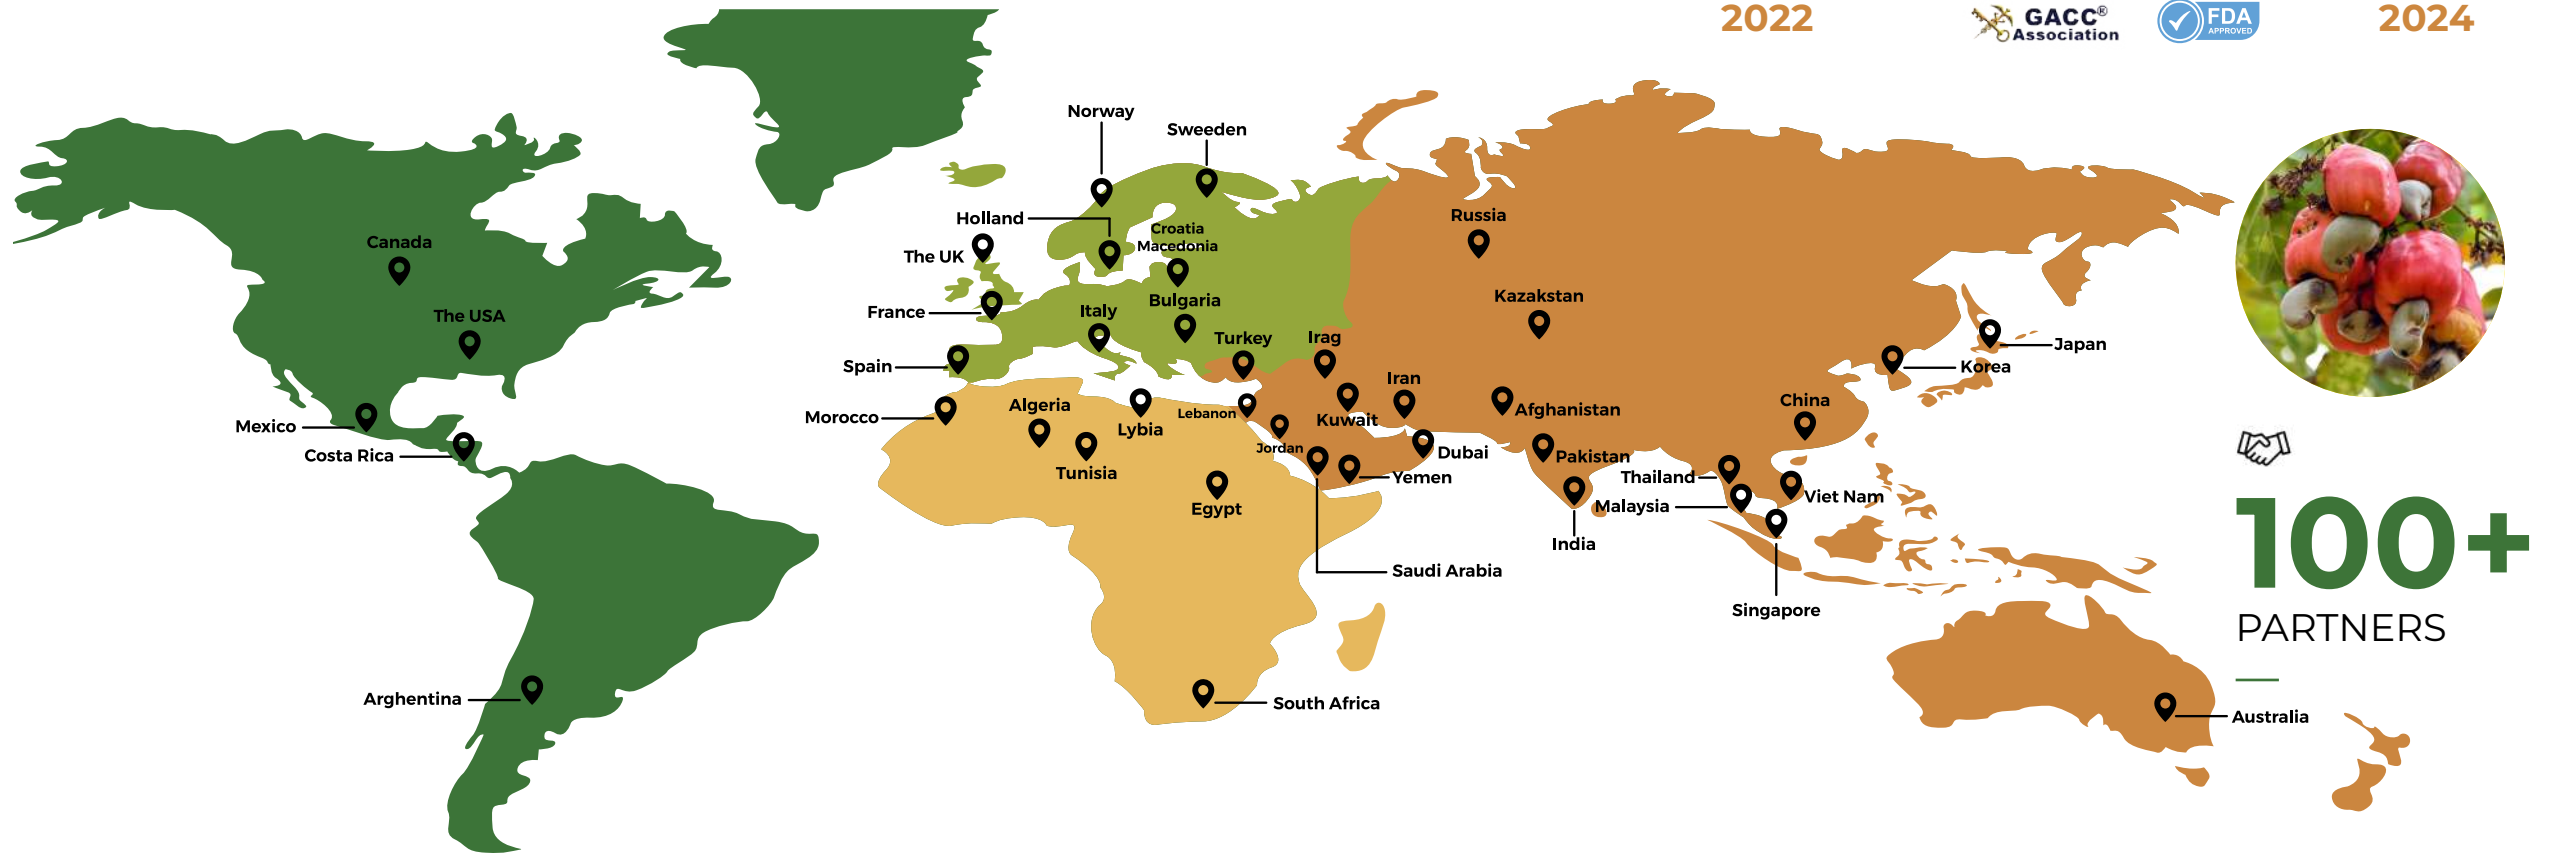 2022
GACC®
Association
FDA
APPROVED
2024
Norway
Sweeden
Holland
Croatia
Macedonia
The UK
Russia
Canada
The USA
France
Italy
Bulgaria
Turkey
Irag
Kazakstan
Japan
Spain
Korea
Iran
Mexico
Costa Rica
Morocco
Algeria
Lybia
Lebanon
Kuwait
Afghanistan
China
Tunisia
Jordan
Dubai
Pakistan
Yemen
Thailand
Viet Nam
Egypt
Malaysia
India
Saudi Arabia
Singapore
100+
PARTNERS
Arghentina
South Africa
Australia